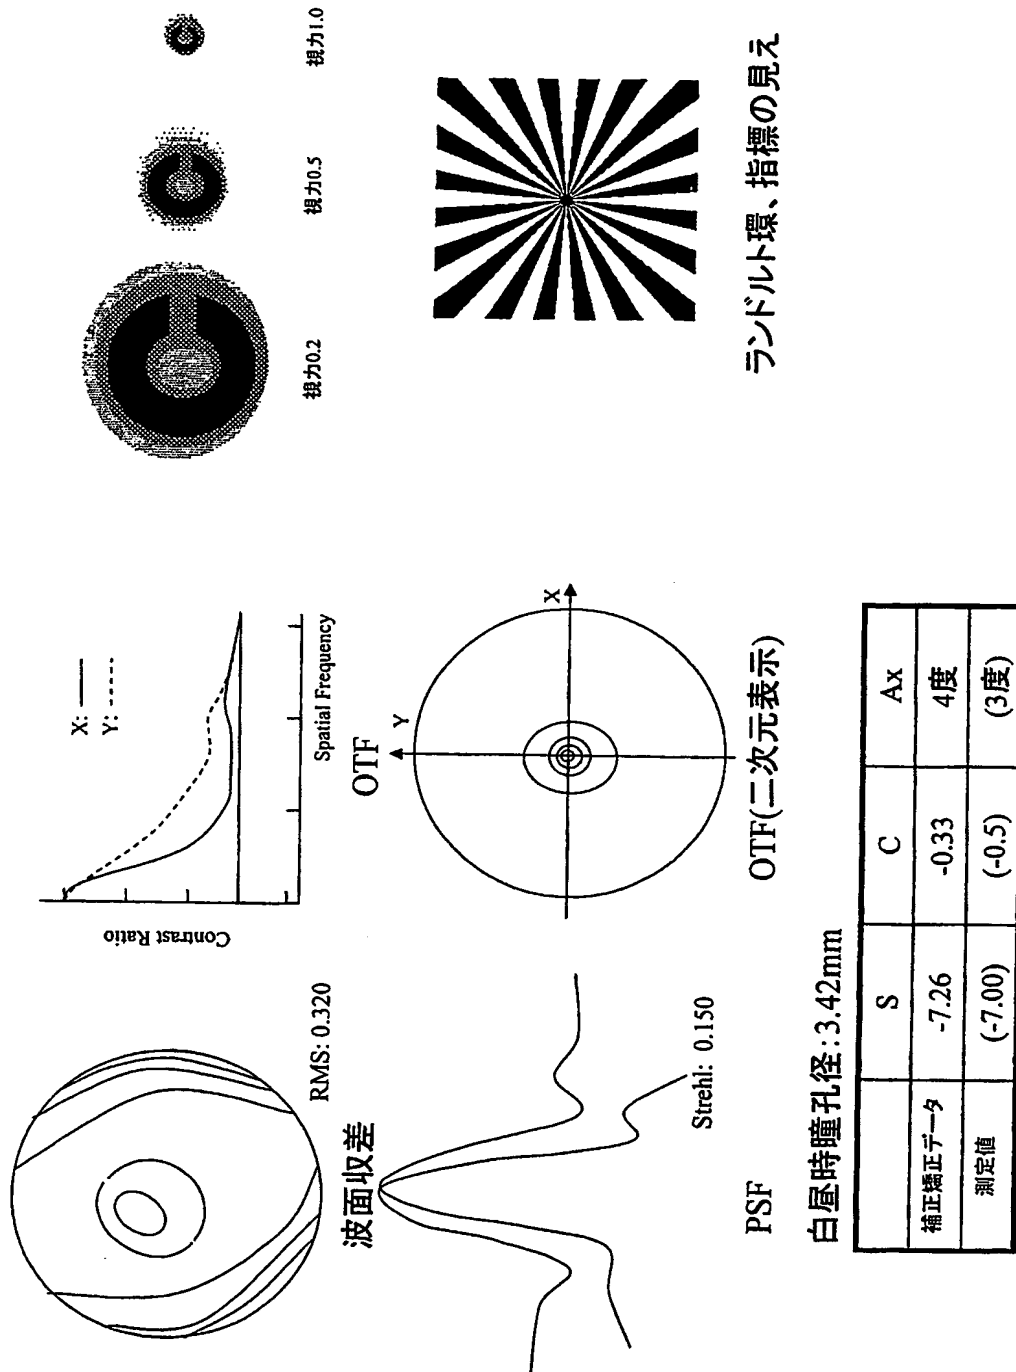 RMS: 0.320
波面収差
Contrast Ratio
X:
Y:
Spatial Frequency
OTF
視力0.2
視力0.5
視力1.0
Strehl: 0.150
PSF
Y
X
OTF(二次元表示)
ランドルト環、指標の見え
白昼時瞳孔径:3.42mm
S C Ax
補正矯正データ -7.26 -0.33 4度
測定値 (-7.00) (-0.5) (3度)